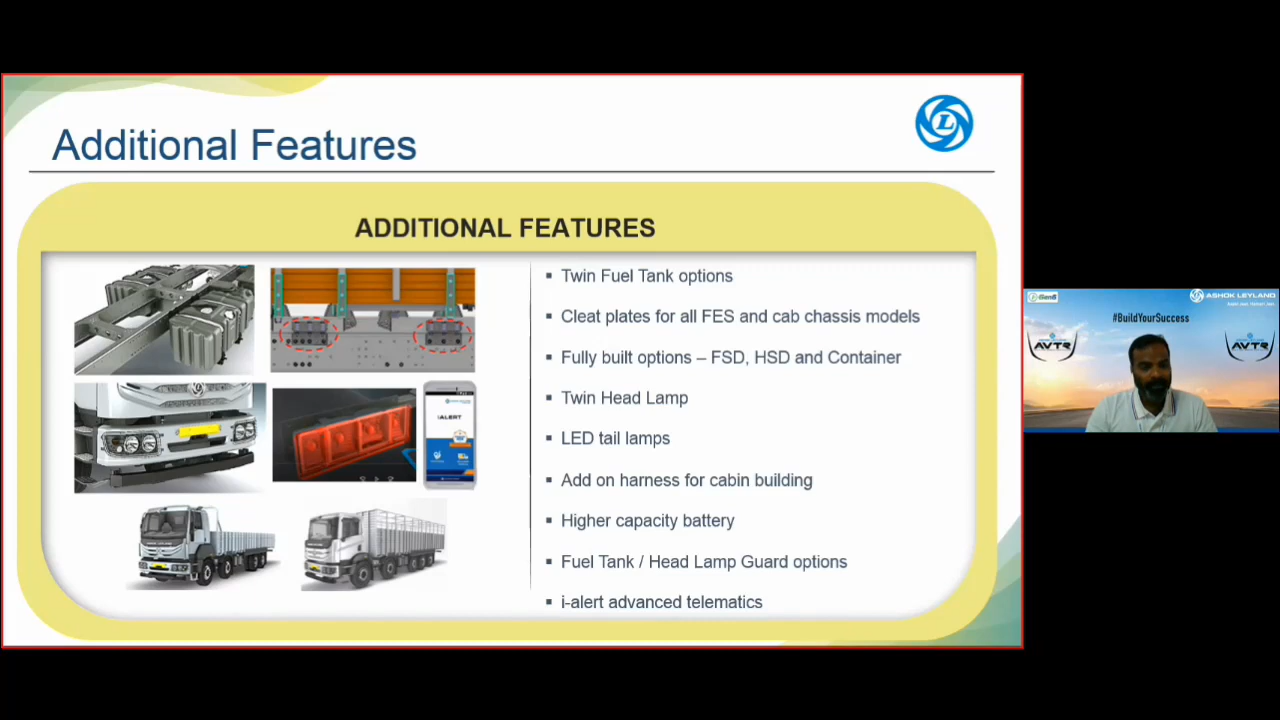 Additional Features
ADDITIONAL FEATURES
Twin Fuel Tank options
Cleat plates for all FES and cab chassis models
Fully built options – FSD, HSD and Container
Twin Head Lamp
LED tail lamps
Add on harness for cabin building
Higher capacity battery
Fuel Tank / Head Lamp Guard options
i-alert advanced telematics
iALERT
L
iGen6
ASHOK LEYLAND
#BuildYourSuccess
AVTR
AVTR